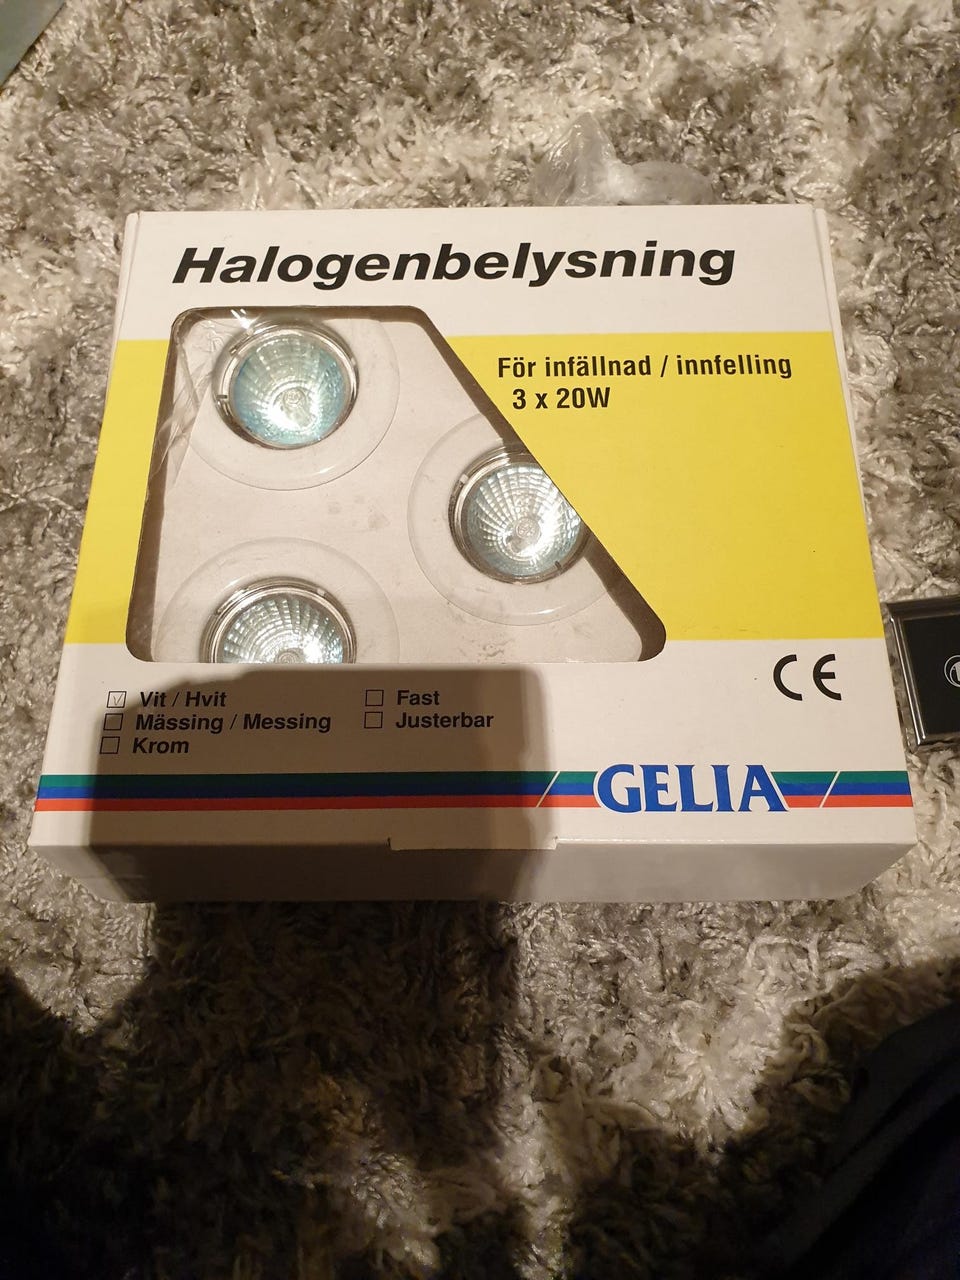 Halogenbelysning
För infällnad / innfelling
3 x 20W
CE
Vit / Hvit
Mässing / Messing
Krom
Fast
Justerbar
GELIA